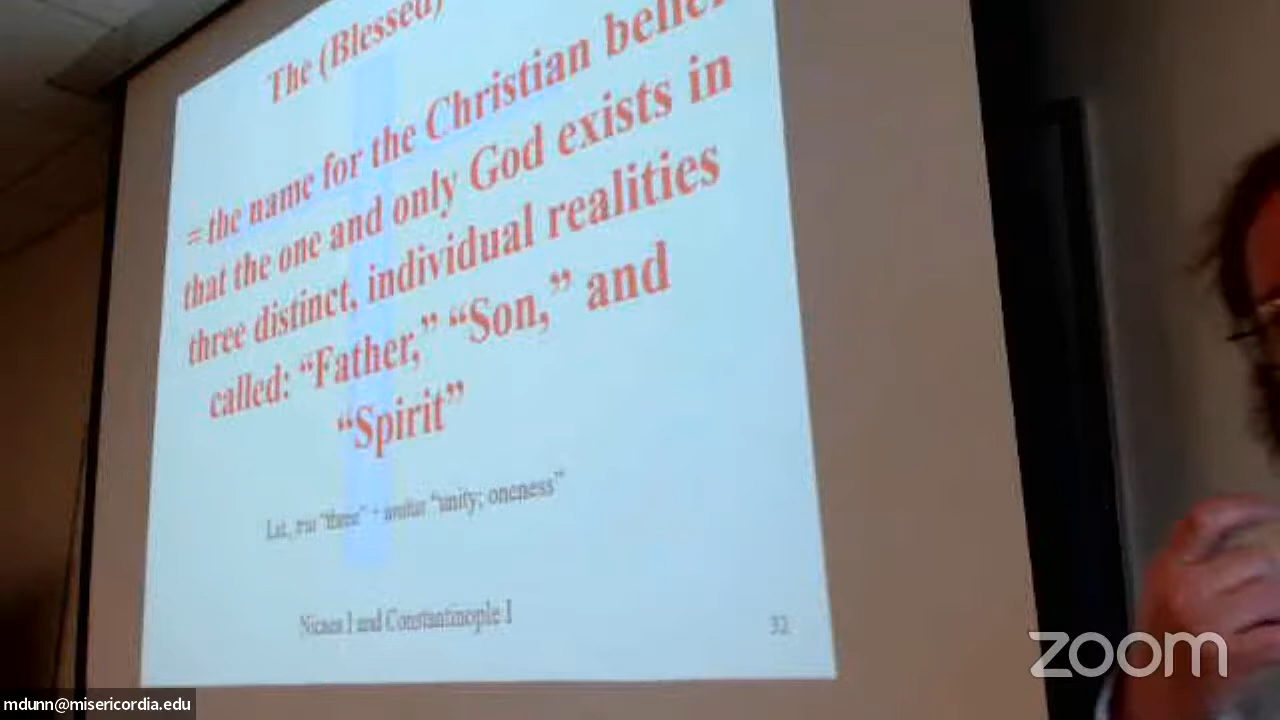 The (Blessed)
= the name for the Christian belief
that the one and only God exists in
three distinct, individual realities
called: “Father,” “Son,” and
“Spirit”
Lat., tria “three” + unitas “unity; oneness”
Nicaea I and Constantinople I
32
zoom
mdunn@misericordia.edu